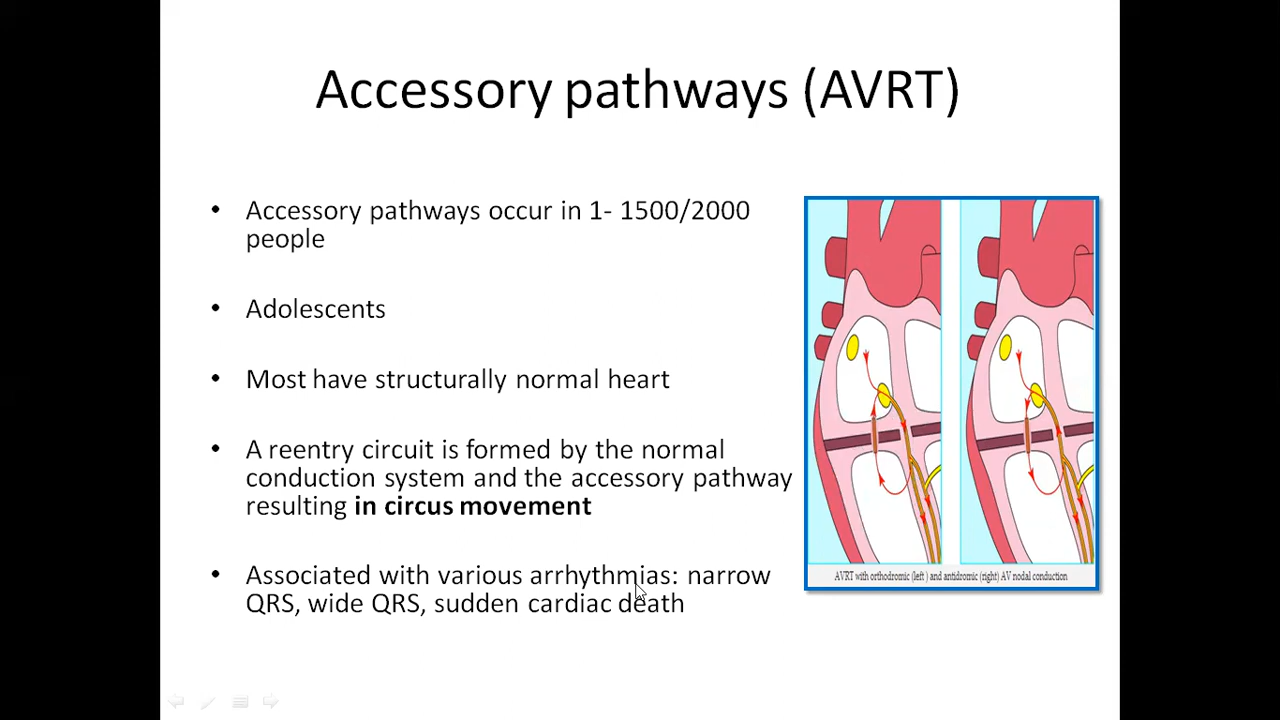 Accessory pathways (AVRT)
• Accessory pathways occur in 1- 1500/2000
people
• Adolescents
• Most have structurally normal heart
• A reentry circuit is formed by the normal
conduction system and the accessory pathway
resulting in circus movement
• Associated with various arrhythmias: narrow
QRS, wide QRS, sudden cardiac death
AVRT with orthodromic (left ) and antidromic (right) AV nodal conduction